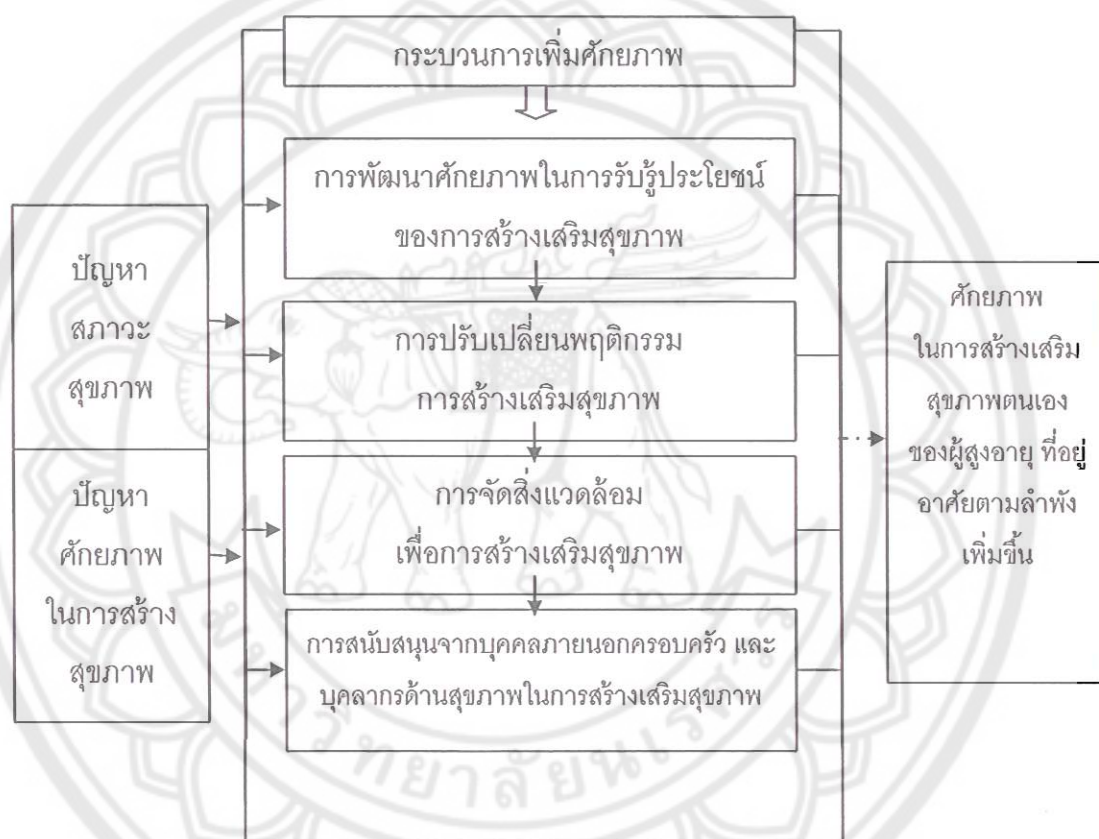 กระบวนการเพิ่มศักยภาพ
การพัฒนาศักยภาพในการรับรู้ประโยชน์
ของการสร้างเสริมสุขภาพ
ปัญหา
สภาวะ
สุขภาพ
การปรับเปลี่ยนพฤติกรรม
การสร้างเสริมสุขภาพ
ปัญหา
ศักยภาพ
ในการสร้าง
สุขภาพ
การจัดสิ่งแวดล้อม
เพื่อการสร้างเสริมสุขภาพ
การสนับสนุนจากบุคคลภายนอกครอบครัว และ
บุคลากรด้านสุขภาพในการสร้างเสริมสุขภาพ
ศักยภาพ
ในการสร้างเสริม
สุขภาพตนเอง
ของผู้สูงอายุ ที่อยู่
อาศัยตามลำพัง
เพิ่มขึ้น
มหาวิทยาลัยนเรศวร